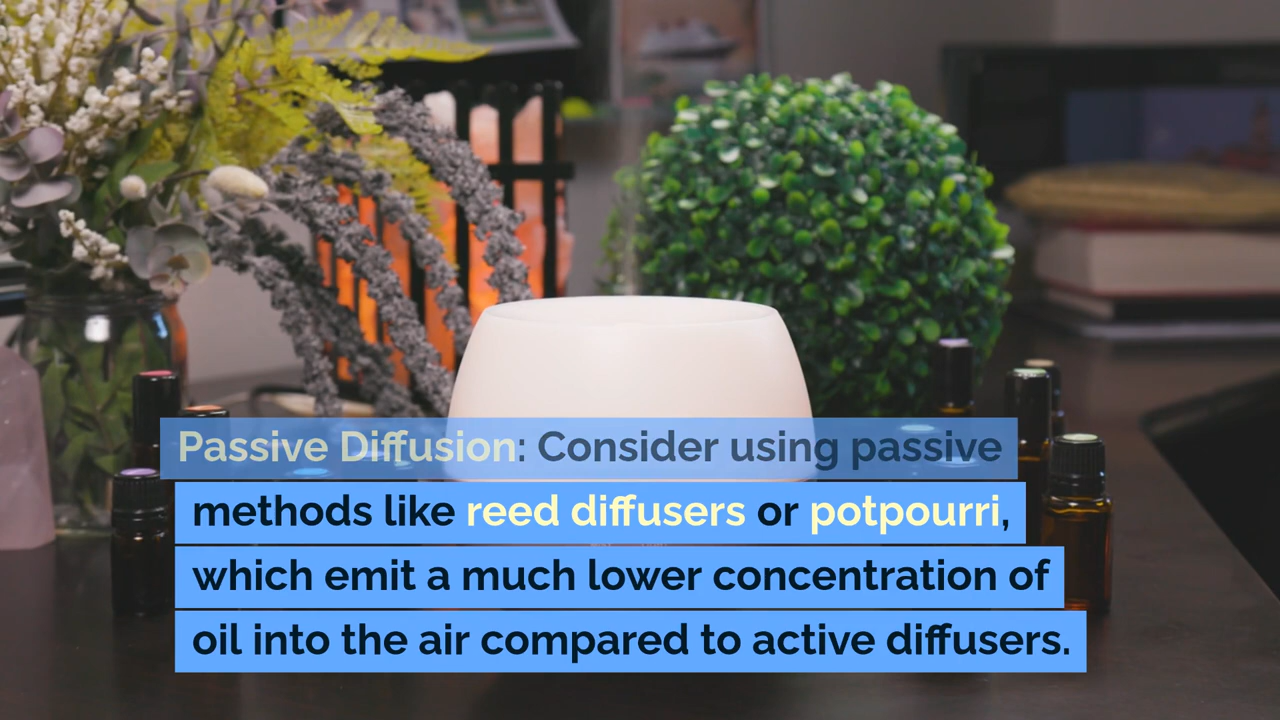 Passive Diffusion: Consider using passive
methods like reed diffusers or potpourri,
which emit a much lower concentration of
oil into the air compared to active diffusers.